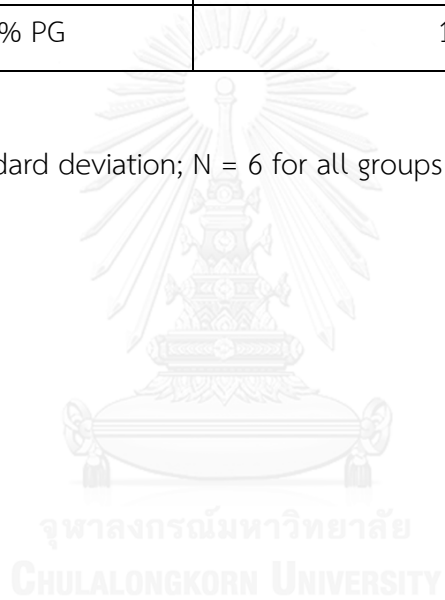 % PG
dard deviation; N = 6 for all groups
จุฬาลงกรณ์มหาวิทยาลัย
CHULALONGKORN UNIVERSITY